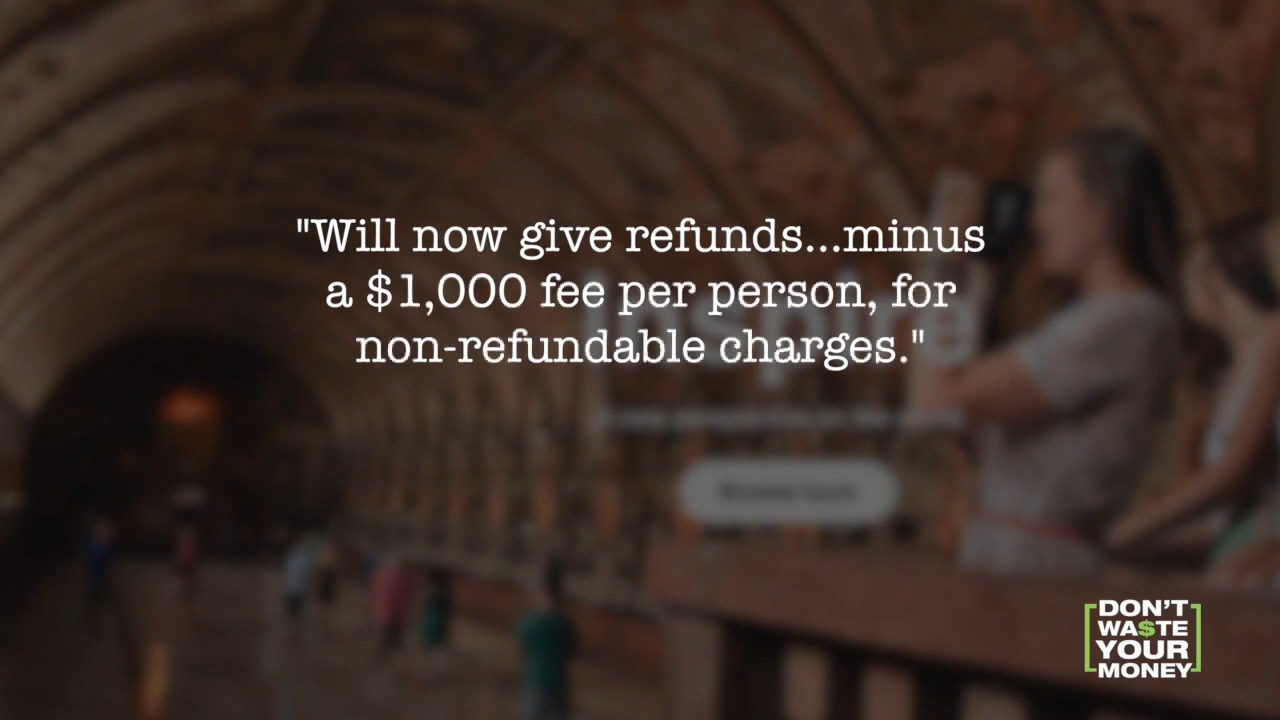 "Will now give refunds...minus
a $1,000 fee per person, for
non-refundable charges."
DON'T
WA$TE
YOUR
MONEY